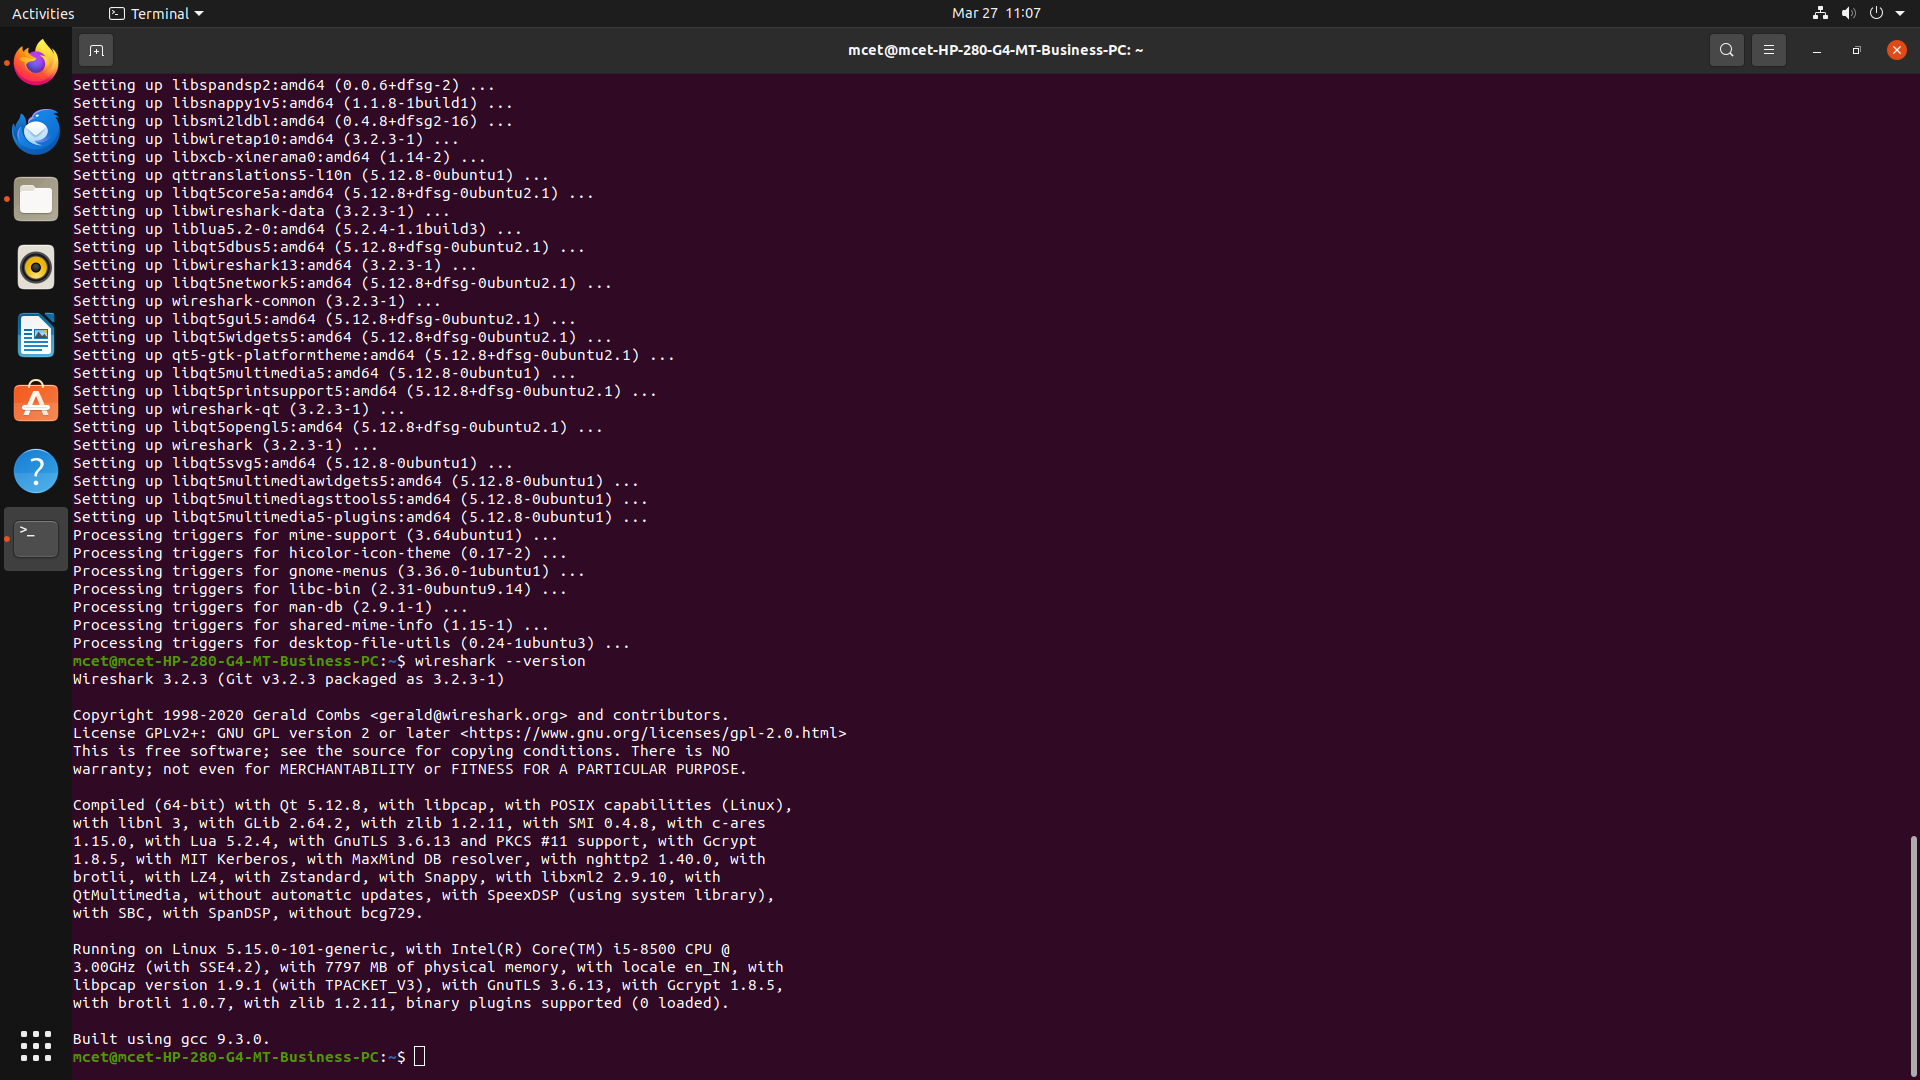 Activities
Terminal
Mar 27 11:07
mcet@mcet-HP-280-G4-MT-Business-PC: ~
Setting up libspandsp2:amd64 (0.0.6+dfsg-2) ...
Setting up libsnappy1v5:amd64 (1.1.8-1build1) ...
Setting up libsmi2ldbl:amd64 (0.4.8+dfsg2-16) ...
Setting up libwiretap10:amd64 (3.2.3-1) ...
Setting up libxcb-xinerama0:amd64 (1.14-2) ...
Setting up qttranslations5-l10n (5.12.8-0ubuntu1) ...
Setting up libqt5core5a:amd64 (5.12.8+dfsg-0ubuntu2.1) ...
Setting up libwireshark-data (3.2.3-1) ...
Setting up liblua5.2-0:amd64 (5.2.4-1.1build3) ...
Setting up libqt5dbus5:amd64 (5.12.8+dfsg-0ubuntu2.1) ...
Setting up libwireshark13:amd64 (3.2.3-1) ...
Setting up libqt5network5:amd64 (5.12.8+dfsg-0ubuntu2.1) ...
Setting up wireshark-common (3.2.3-1) ...
Setting up libqt5gui5:amd64 (5.12.8+dfsg-0ubuntu2.1) ...
Setting up libqt5widgets5:amd64 (5.12.8+dfsg-0ubuntu2.1) ...
Setting up qt5-gtk-platformtheme:amd64 (5.12.8+dfsg-0ubuntu2.1) ...
Setting up libqt5multimedia5:amd64 (5.12.8-0ubuntu1) ...
Setting up libqt5printsupport5:amd64 (5.12.8+dfsg-0ubuntu2.1) ...
Setting up wireshark-qt (3.2.3-1) ...
Setting up libqt5opengl5:amd64 (5.12.8+dfsg-0ubuntu2.1) ...
Setting up wireshark (3.2.3-1) ...
Setting up libqt5svg5:amd64 (5.12.8-0ubuntu1) ...
Setting up libqt5multimediawidgets5:amd64 (5.12.8-0ubuntu1) ...
Setting up libqt5multimediagsttools5:amd64 (5.12.8-0ubuntu1) ...
Setting up libqt5multimedia5-plugins:amd64 (5.12.8-0ubuntu1) ...
Processing triggers for mime-support (3.64ubuntu1) ...
Processing triggers for hicolor-icon-theme (0.17-2) ...
Processing triggers for gnome-menus (3.36.0-1ubuntu1) ...
Processing triggers for libc-bin (2.31-0ubuntu9.14) ...
Processing triggers for man-db (2.9.1-1) ...
Processing triggers for shared-mime-info (1.15-1) ...
Processing triggers for desktop-file-utils (0.24-1ubuntu3) ...
mcet@mcet-HP-280-G4-MT-Business-PC:~$ wireshark --version
Wireshark 3.2.3 (Git v3.2.3 packaged as 3.2.3-1)
Copyright 1998-2020 Gerald Combs <gerald@wireshark.org> and contributors.
License GPLv2+: GNU GPL version 2 or later <https://www.gnu.org/licenses/gpl-2.0.html>
This is free software; see the source for copying conditions. There is NO
warranty; not even for MERCHANTABILITY or FITNESS FOR A PARTICULAR PURPOSE.
Compiled (64-bit) with Qt 5.12.8, with libpcap, with POSIX capabilities (Linux),
with libnl 3, with GLib 2.64.2, with zlib 1.2.11, with SMI 0.4.8, with c-ares
1.15.0, with Lua 5.2.4, with GnuTLS 3.6.13 and PKCS #11 support, with Gcrypt
1.8.5, with MIT Kerberos, with MaxMind DB resolver, with nghttp2 1.40.0, with
brotli, with LZ4, with Zstandard, with Snappy, with libxml2 2.9.10, with
QtMultimedia, without automatic updates, with SpeexDSP (using system library),
with SBC, with SpanDSP, without bcg729.
Running on Linux 5.15.0-101-generic, with Intel(R) Core(TM) i5-8500 CPU @
3.00GHz (with SSE4.2), with 7797 MB of physical memory, with locale en_IN, with
libpcap version 1.9.1 (with TPACKET_V3), with GnuTLS 3.6.13, with Gcrypt 1.8.5,
with brotli 1.0.7, with zlib 1.2.11, binary plugins supported (0 loaded).
Built using gcc 9.3.0.
mcet@mcet-HP-280-G4-MT-Business-PC:~$